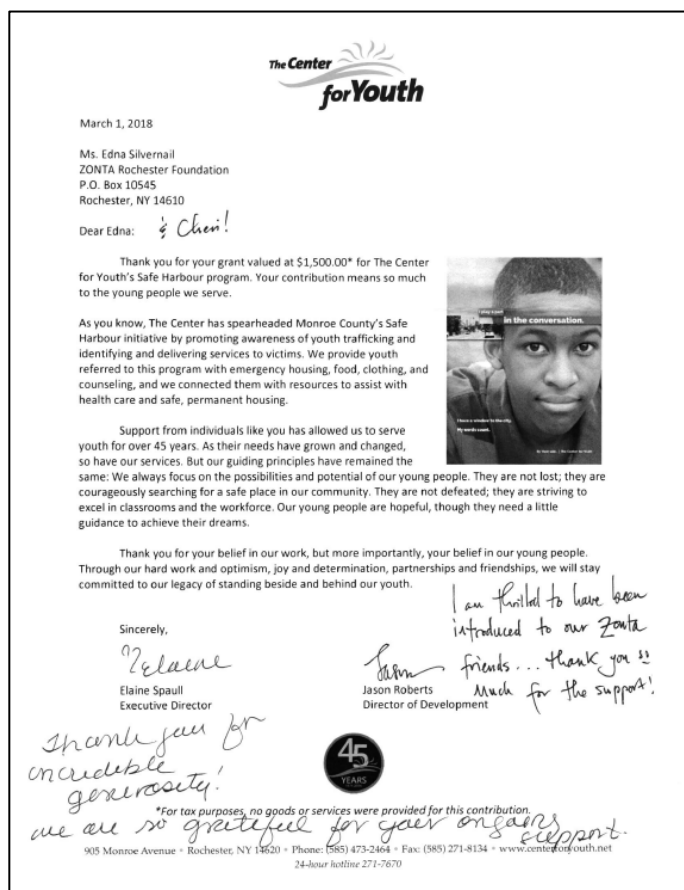 The Center
for Youth
March 1, 2018
Ms. Edna Silvernail
ZONTA Rochester Foundation
P.O. Box 10545
Rochester, NY 14610
Dear Edna: & Cheri!
Thank you for your grant valued at $1,500.00* for The Center
for Youth's Safe Harbour program. Your contribution means so much
to the young people we serve.
As you know, The Center has spearheaded Monroe County's Safe
Harbour initiative by promoting awareness of youth trafficking and
identifying and delivering services to victims. We provide youth
referred to this program with emergency housing, food, clothing, and
counseling, and we connected them with resources to assist with
health care and safe, permanent housing.
I play a part
in the conversation.
I have a window to the city.
My words count.
Support from individuals like you has allowed us to serve
youth for over 45 years. As their needs have grown and changed,
so have our services. But our guiding principles have remained the
same: We always focus on the possibilities and potential of our young people. They are not lost; they are
courageously searching for a safe place in our community. They are not defeated; they are striving to
excel in classrooms and the workforce. Our young people are hopeful, though they need a little
guidance to achieve their dreams.
Thank you for your belief in our work, but more importantly, your belief in our young people.
Through our hard work and optimism, joy and determination, partnerships and friendships, we will stay
committed to our legacy of standing beside and behind our youth.
Sincerely,
Elaine
Elaine Spaull
Executive Director
Jason
Jason Roberts
Director of Development
I am thrilled to have been
introduced to our Zonta
friends... thank you so
much for the support!
Thank you for
incredible
generosity!
45
YEARS
*For tax purposes, no goods or services were provided for this contribution.
we are so grateful for your ongoing
support.
905 Monroe Avenue • Rochester, NY 14620 • Phone: (585) 473-2464 • Fax: (585) 271-8134 • www.centerforyouth.net
24-hour hotline 271-7670